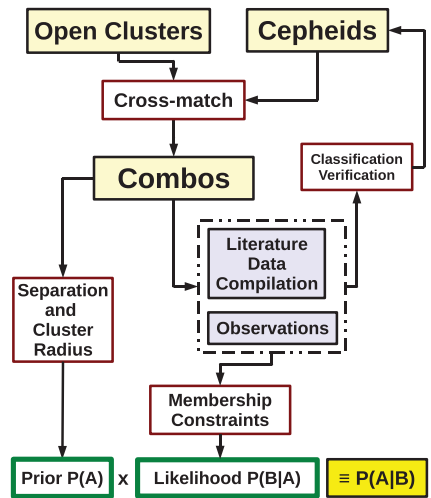 Open Clusters
Cepheids
Cross-match
Classification
Verification
Combos
Literature
Data
Compilation
Observations
Separation
and
Cluster
Radius
Membership
Constraints
Prior P(A) x Likelihood P(B|A) ≡ P(A|B)